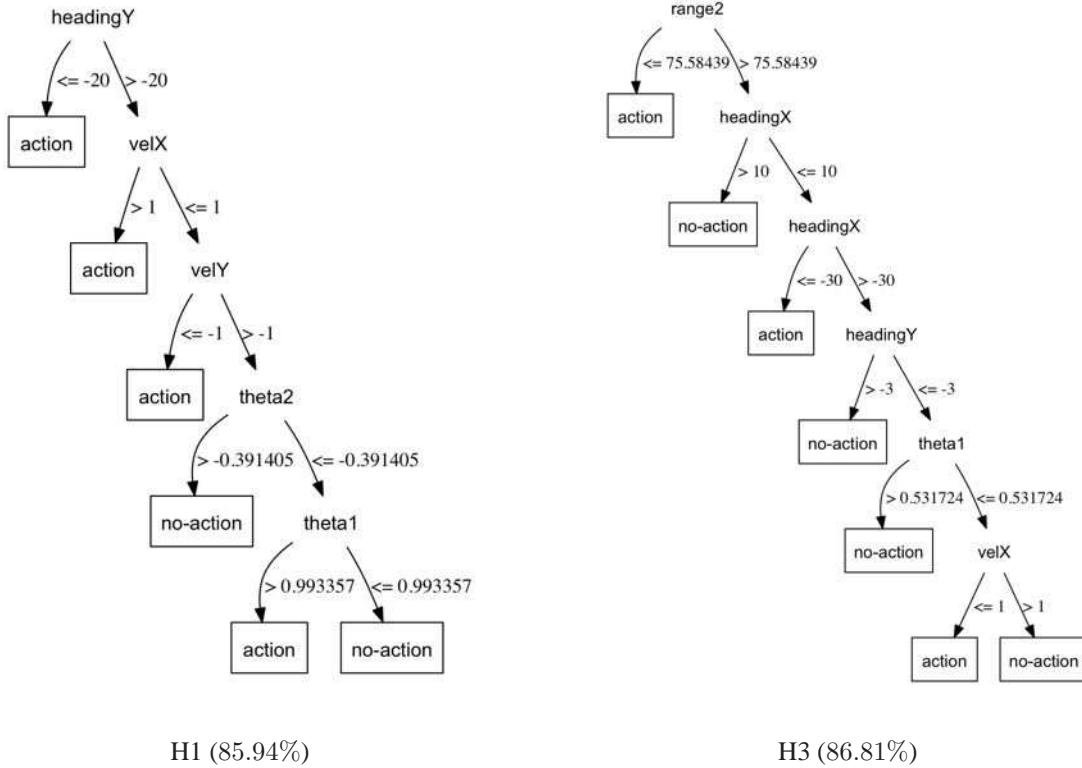 headingY
<= -20 > -20
action
velX
> 1 <= 1
action
velY
<= -1 > -1
action
theta2
> -0.391405 <= -0.391405
no-action
theta1
> 0.993357 <= 0.993357
action
no-action
H1 (85.94%)
range2
<= 75.58439 > 75.58439
action
headingX
> 10 <= 10
no-action
headingX
<= -30 > -30
action
headingY
> -3 <= -3
no-action
theta1
> 0.531724 <= 0.531724
no-action
velX
<= 1 > 1
action
no-action
H3 (86.81%)